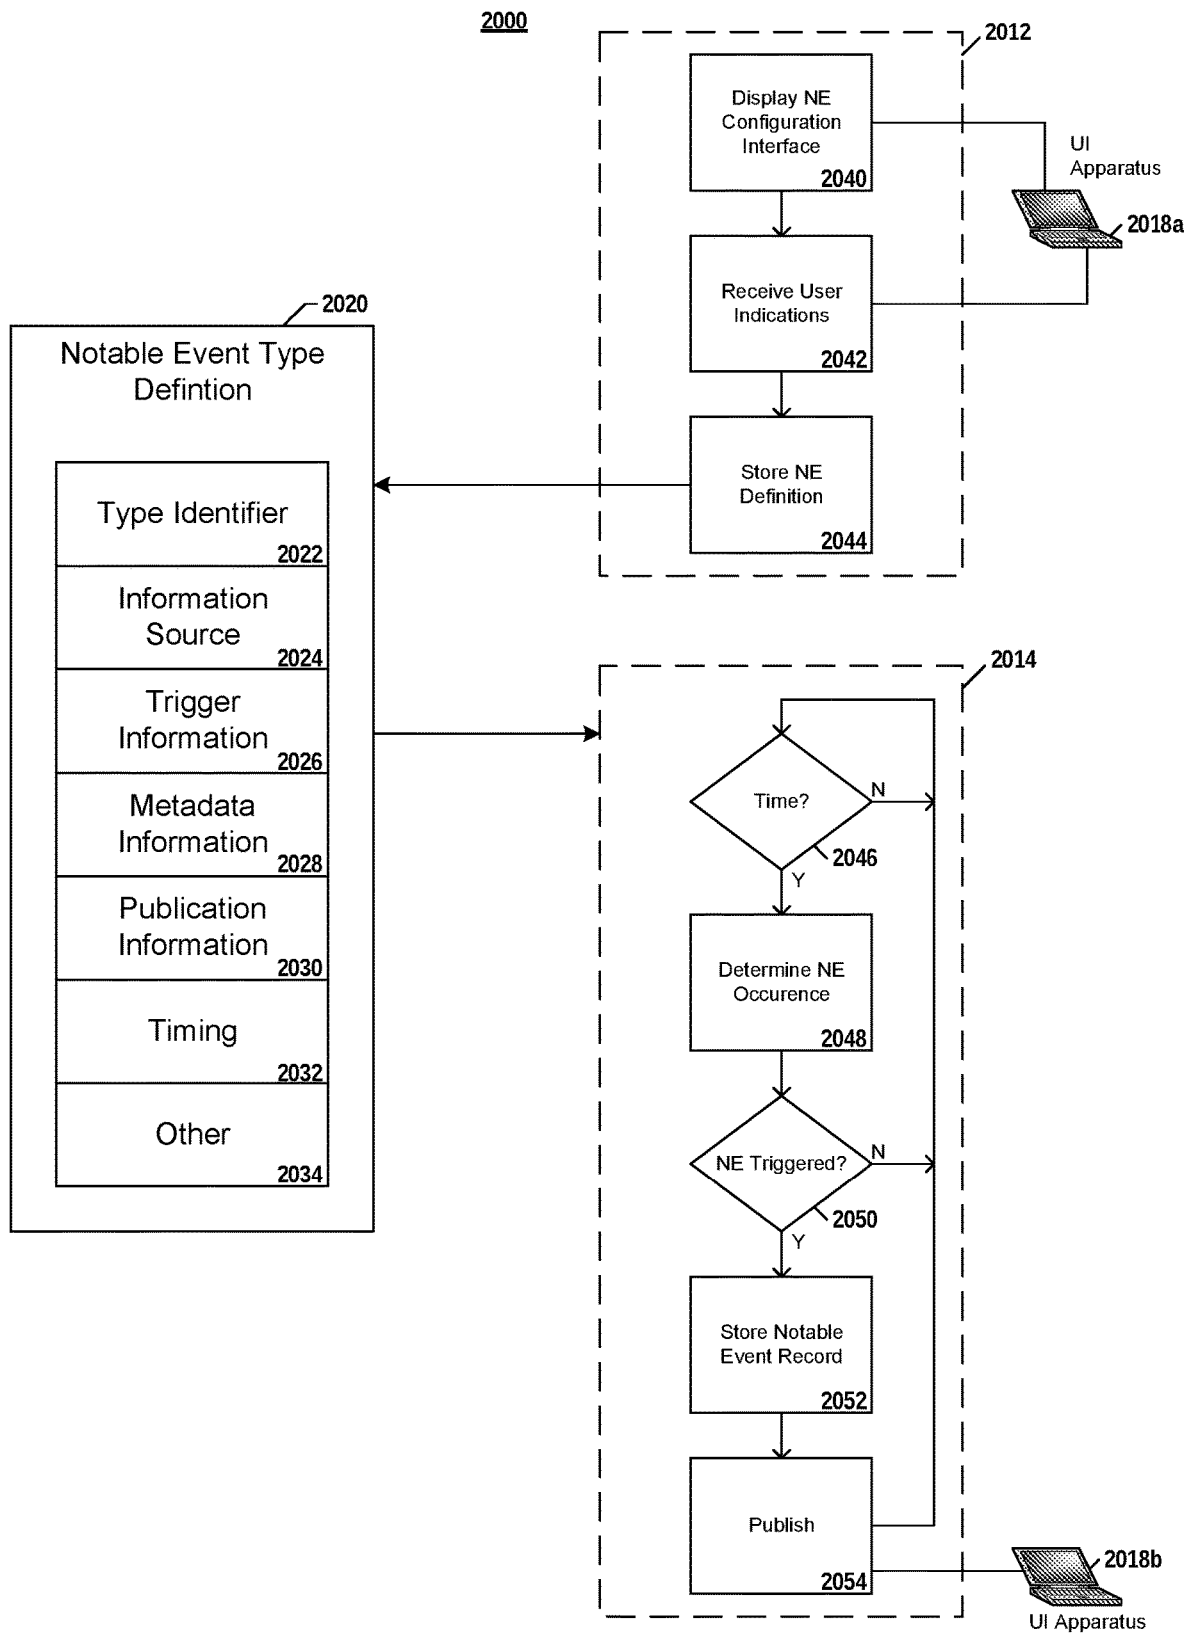 2000
2012
Display NE
Configuration
Interface
2040
UI
Apparatus
2018a
Receive User
Indications
2042
Store NE
Definition
2044
2020
Notable Event Type
Defintion
Type Identifier
2022
Information
Source
2024
Trigger
Information
2026
Metadata
Information
2028
Publication
Information
2030
Timing
2032
Other
2034
2014
Time?
N
2046
Y
Determine NE
Occurence
2048
NE Triggered?
N
2050
Y
Store Notable
Event Record
2052
Publish
2054
2018b
UI Apparatus